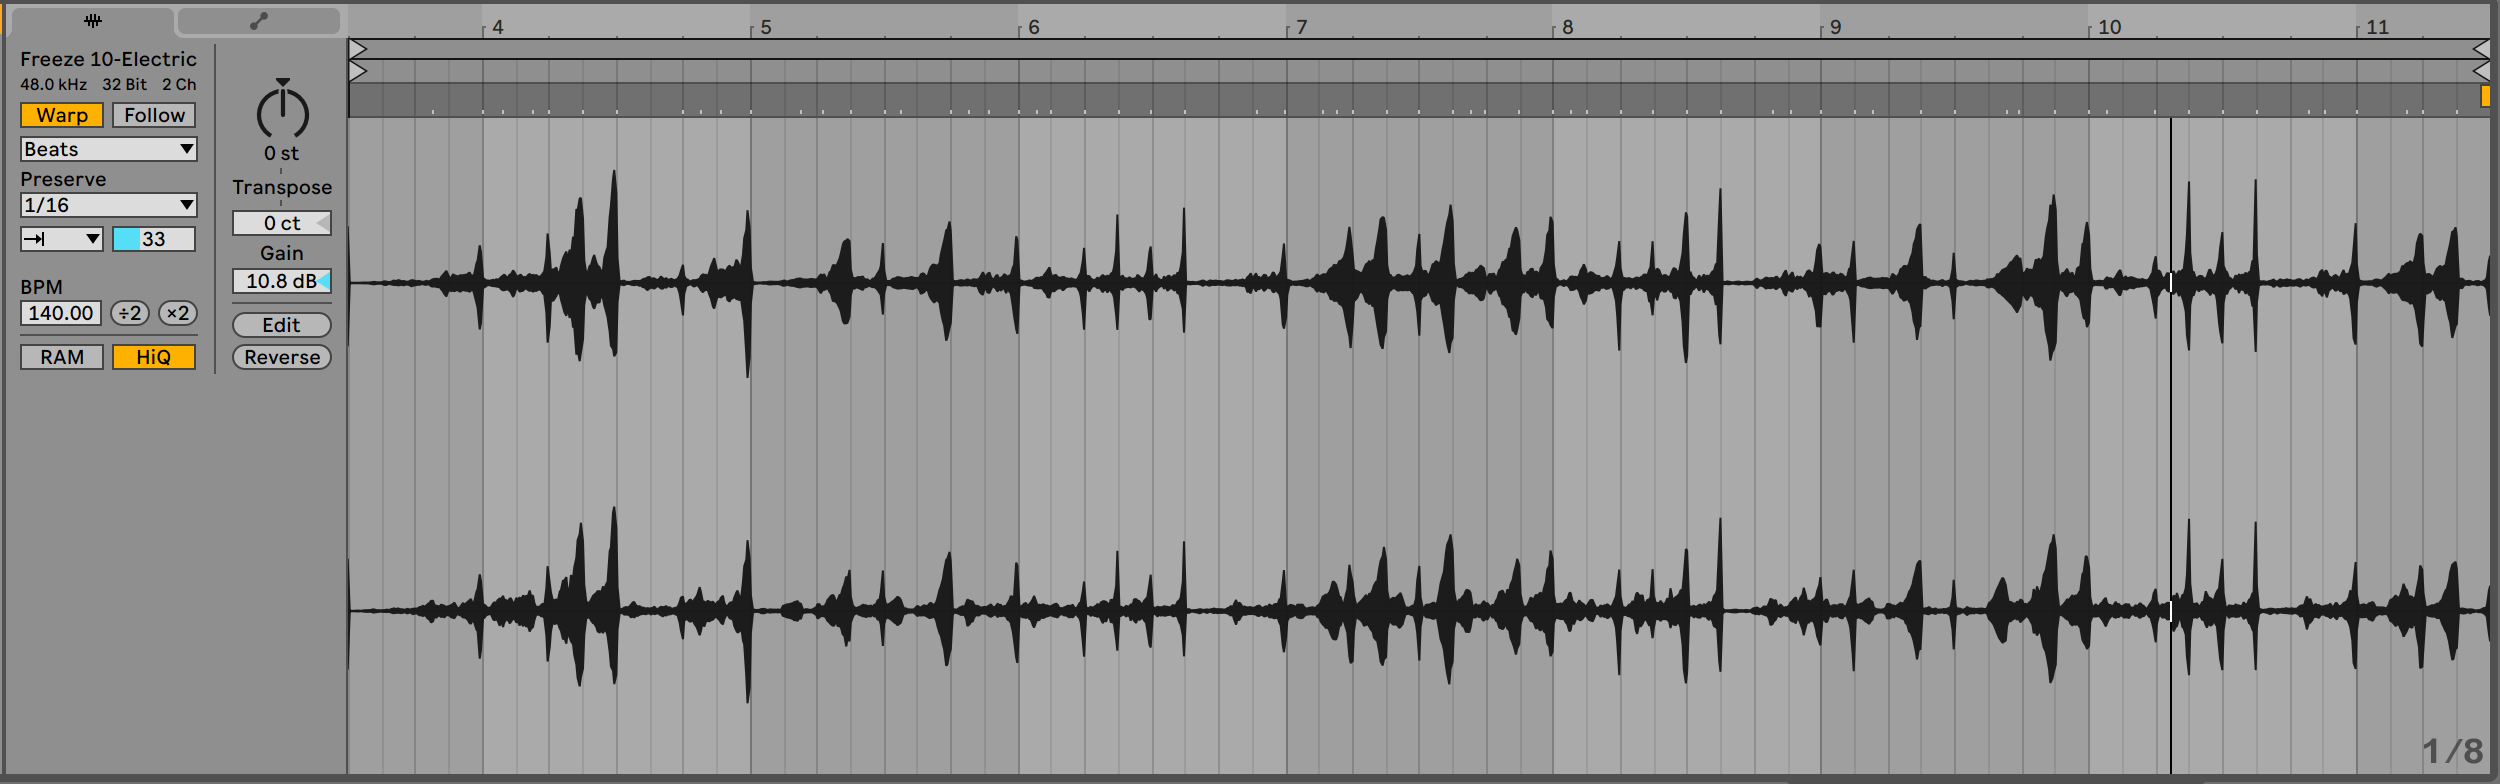 4 5 6 7 8 9 10 11
Freeze 10-Electric
48.0 kHz 32 Bit 2 Ch
Warp Follow
Beats
0 st
Preserve
Transpose
1/16
0 ct
33
Gain
10.8 dB
BPM
140.00 ÷2 ×2
Edit
RAM HiQ
Reverse
1/8